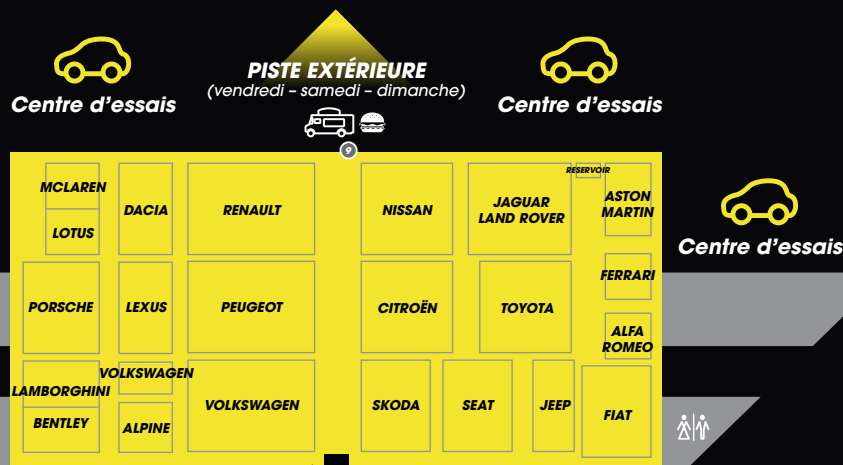 PISTE EXTÉRIEURE
(vendredi – samedi – dimanche)
Centre d’essais
Centre d’essais
9
MCLAREN
LOTUS
DACIA
RENAULT
NISSAN
JAGUAR
LAND ROVER
RESERVOIR
ASTON
MARTIN
Centre d’essais
PORSCHE
LEXUS
PEUGEOT
CITROËN
TOYOTA
FERRARI
ALFA
ROMEO
LAMBORGHINI
BENTLEY
VOLKSWAGEN
ALPINE
VOLKSWAGEN
SKODA
SEAT
JEEP
FIAT